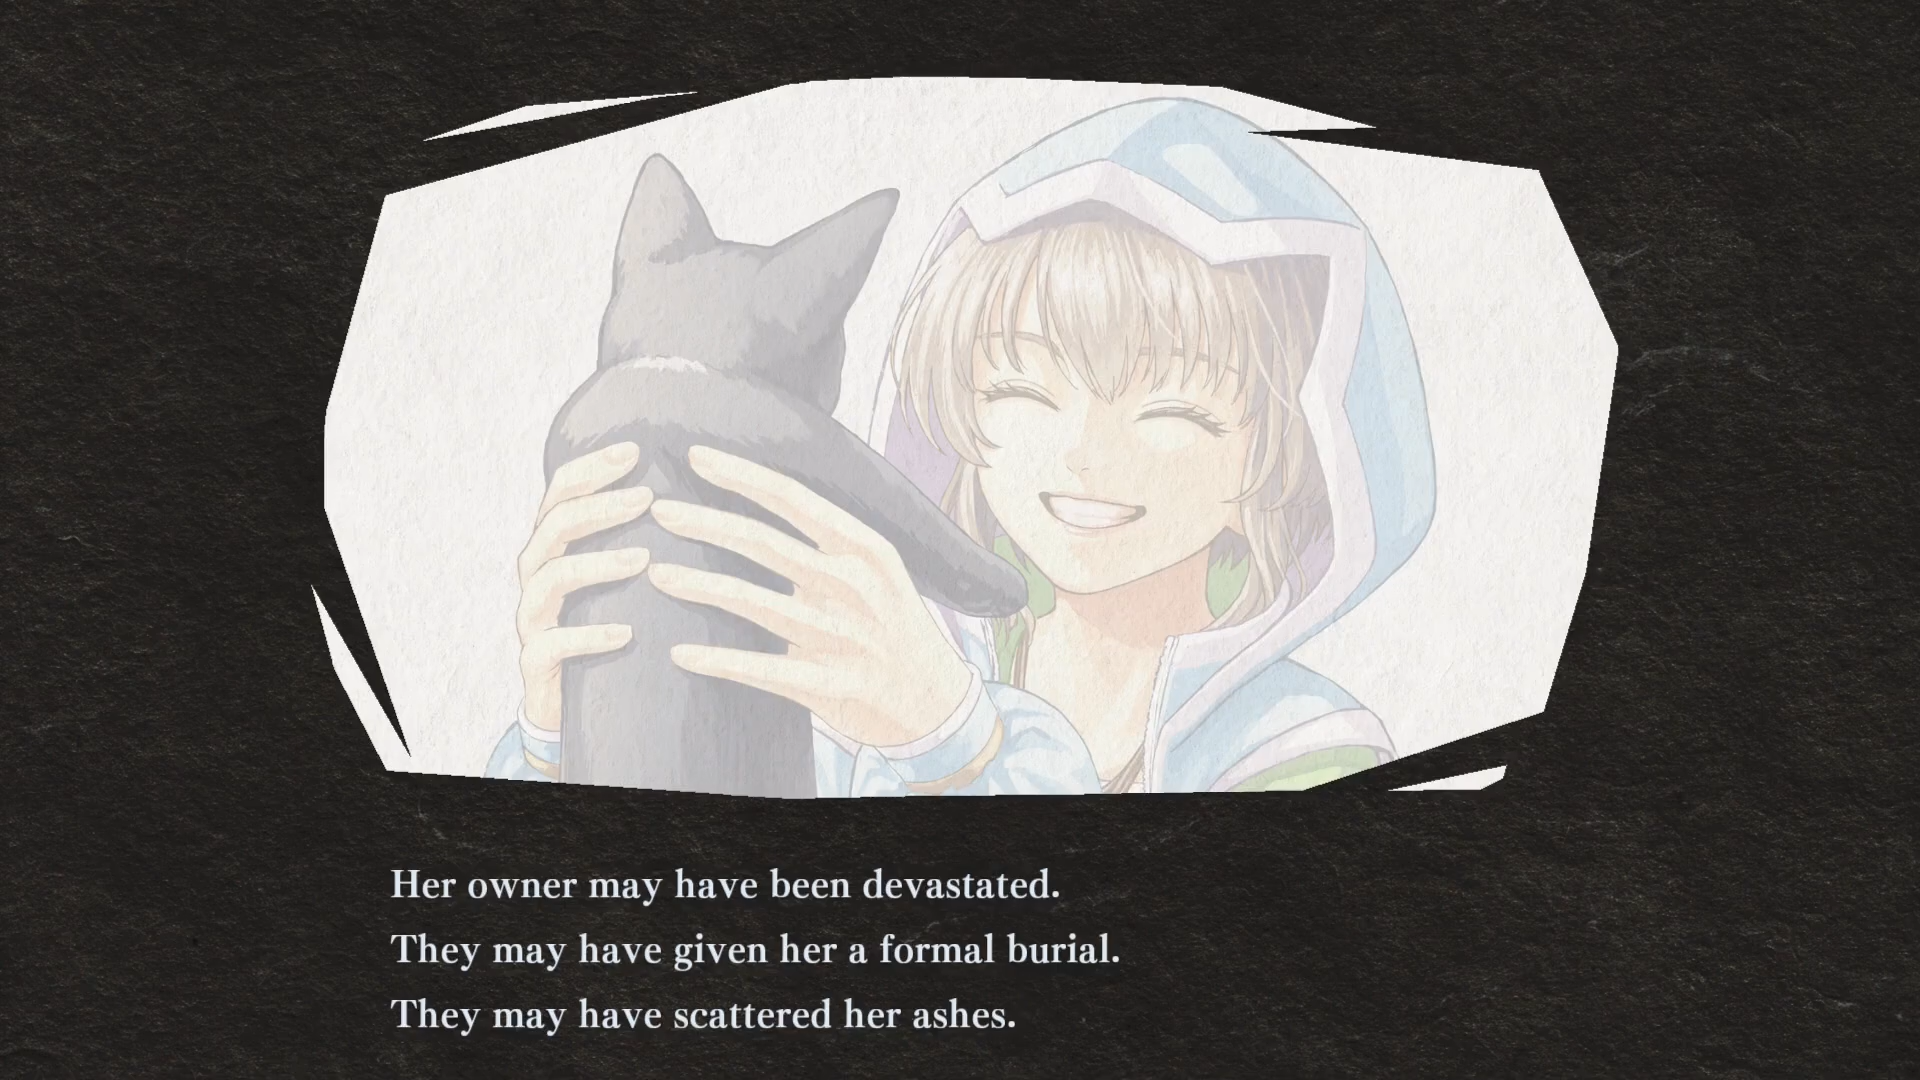 Her owner may have been devastated.
They may have given her a formal burial.
They may have scattered her ashes.